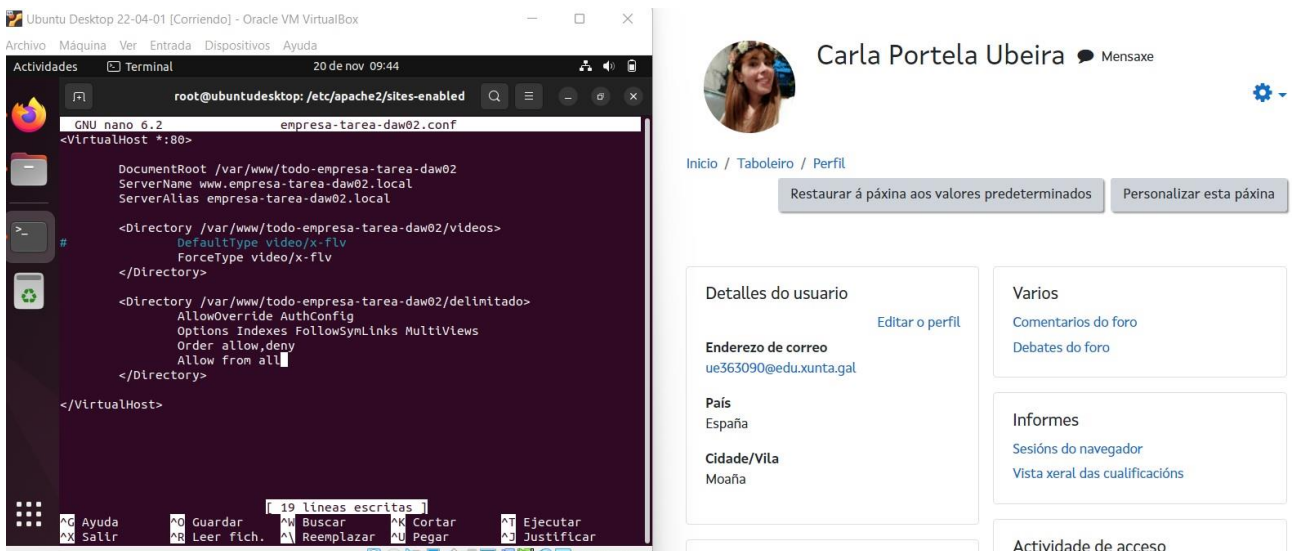 Ubuntu Desktop 22-04-01 [Corriendo] - Oracle VM VirtualBox
Archivo Máquina Ver Entrada Dispositivos Ayuda
Actividades Terminal 20 de nov 09:44
root@ubuntudesktop: /etc/apache2/sites-enabled
GNU nano 6.2 empresa-tarea-daw02.conf
<VirtualHost *:80>
DocumentRoot /var/www/todo-empresa-tarea-daw02
ServerName www.empresa-tarea-daw02.local
ServerAlias empresa-tarea-daw02.local
<Directory /var/www/todo-empresa-tarea-daw02/videos>
# DefaultType video/x-flv
ForceType video/x-flv
</Directory>
<Directory /var/www/todo-empresa-tarea-daw02/delimitado>
AllowOverride AuthConfig
Options Indexes FollowSymLinks MultiViews
Order allow,deny
Allow from all
</Directory>
</VirtualHost>
[ 19 líneas escritas ]
^G Ayuda ^O Guardar ^W Buscar ^K Cortar ^T Ejecutar
^X Salir ^R Leer fich. ^\ Reemplazar ^U Pegar ^J Justificar
Carla Portela Ubeira Mensaxe
Inicio / Taboleiro / Perfil
Restaurar á páxina aos valores predeterminados Personalizar esta páxina
Detalles do usuario
Editar o perfil
Enderezo de correo
ue363090@edu.xunta.gal
País
España
Cidade/Vila
Moaña
Varios
Comentarios do foro
Debates do foro
Informes
Sesións do navegador
Vista xeral das cualificacións
Actividade de acceso